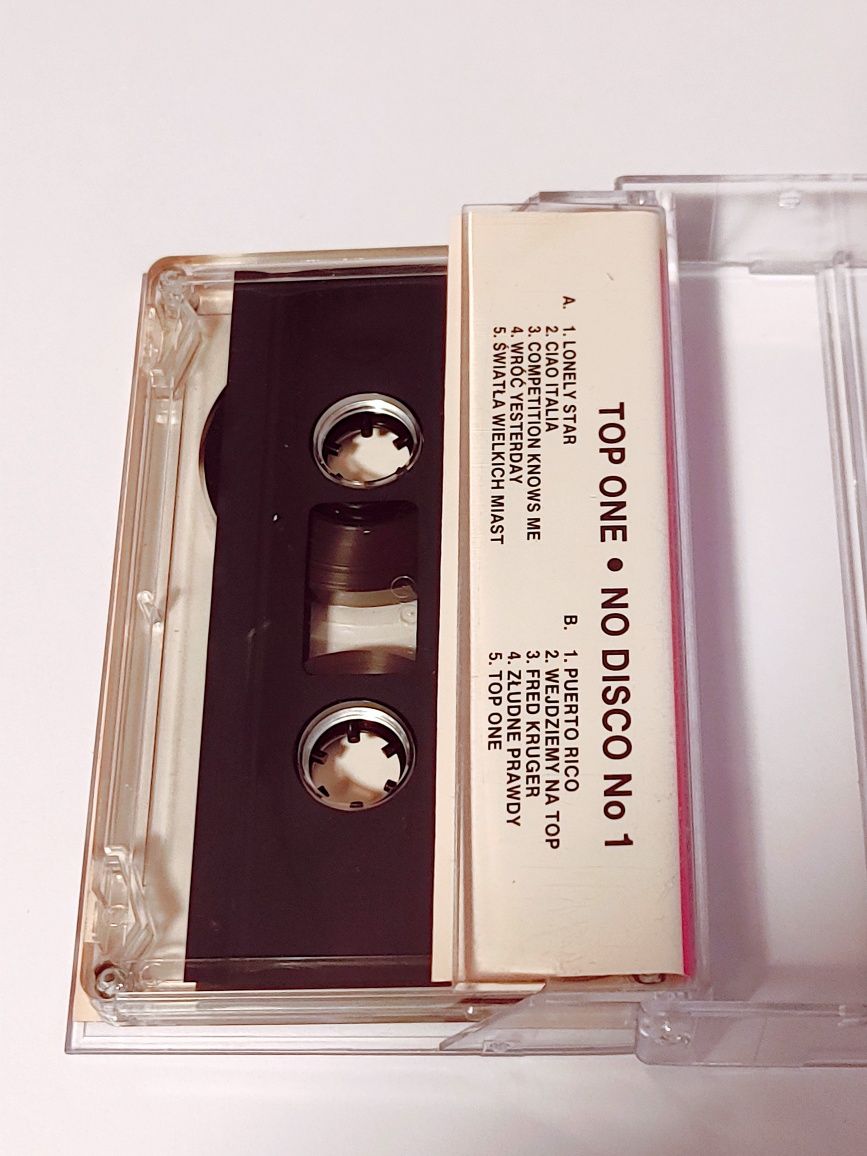 TOP ONE • NO DISCO No 1
A. 1. LONELY STAR
2. CIAO ITALIA
3. COMPETITION KNOWS ME
4. WRÓĆ YESTERDAY
5. ŚWIATŁA WIELKICH MIAST
B. 1. PUERTO RICO
2. WEJDZIEMY NA TOP
3. FRED KRUGER
4. ZŁUDNE PRAWDY
5. TOP ONE